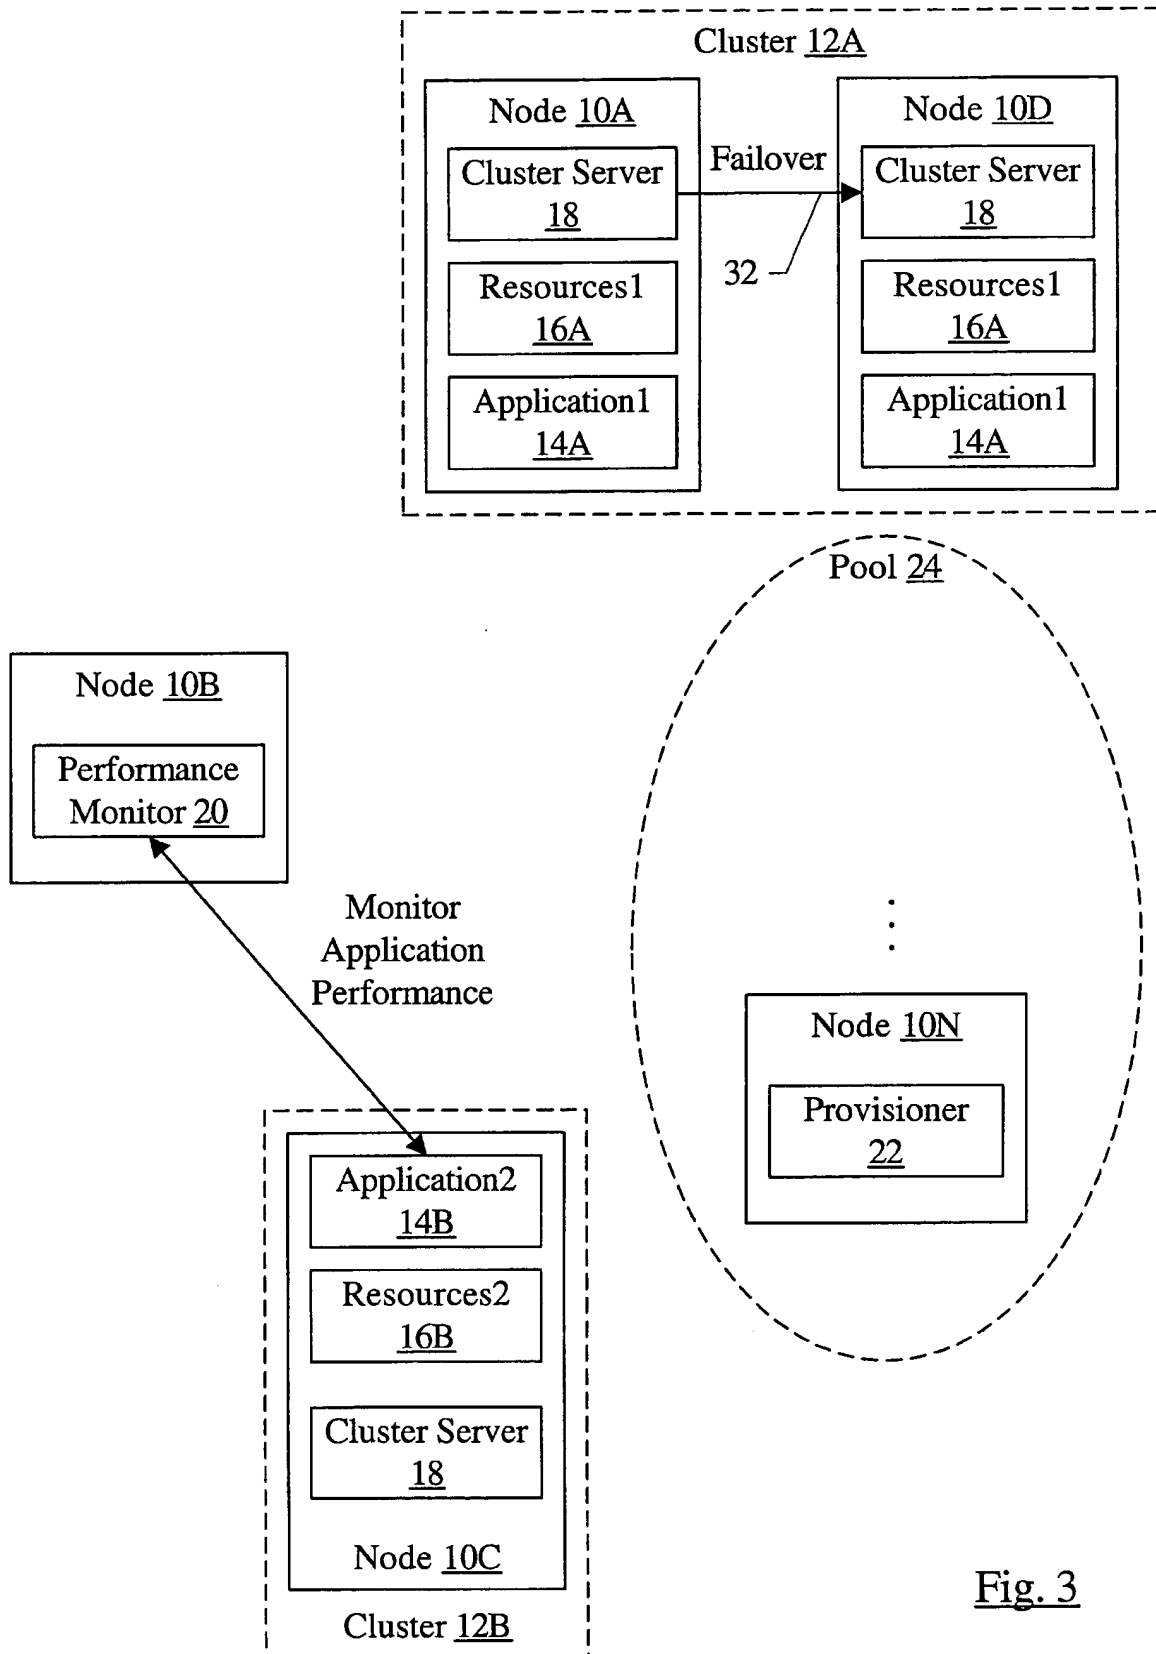 Cluster 12A
Node 10A
Cluster Server
18
Resources1
16A
Application1
14A
Failover
32
Node 10D
Cluster Server
18
Resources1
16A
Application1
14A
Pool 24
Node 10B
Performance
Monitor 20
Monitor
Application
Performance
Node 10N
Provisioner
22
Application2
14B
Resources2
16B
Cluster Server
18
Node 10C
Cluster 12B
Fig. 3